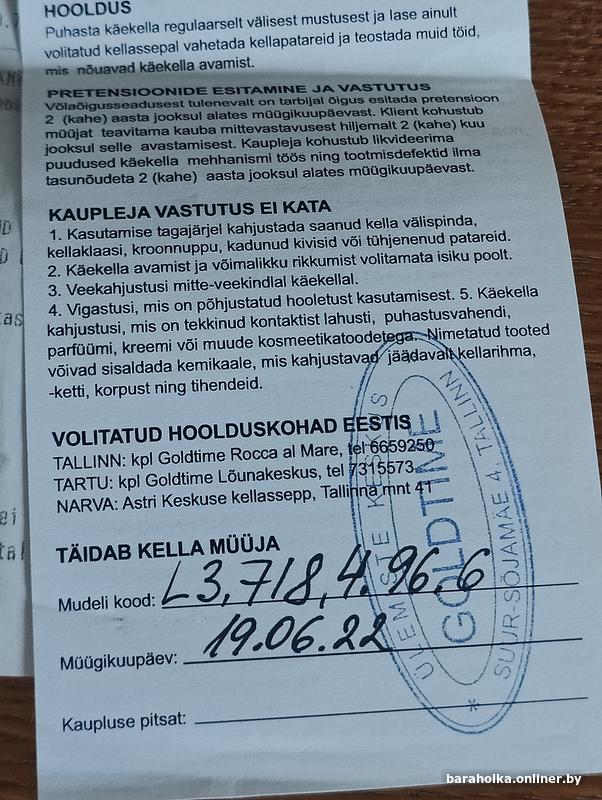 HOOLDUS
Puhasta käekella regulaarselt välisest mustusest ja lase ainult
volitatud kellassepal vahetada kellapatareid ja teostada muid töid,
mis nõuavad käekella avamist.
PRETENSIOONIDE ESITAMINE JA VASTUTUS
Võlaõigusseadusest tulenevalt on tarbijal õigus esitada pretensioon
2 (kahe) aasta jooksul alates müügikuupäevast. Klient kohustub
müüjat teavitama kauba mittevastavusest hiljemalt 2 (kahe) kuu
jooksul selle avastamisest. Kaupleja kohustub likvideerima
puudused käekella mehhanismi töös ning tootmisdefektid ilma
tasunõudeta 2 (kahe) aasta jooksul alates müügikuupäevast.
KAUPLEJA VASTUTUS EI KATA
1. Kasutamise tagajärjel kahjustada saanud kella välispinda,
kellaklaasi, kroonnuppu, kadunud kivisid või tühjenenud patareid.
2. Käekella avamist ja võimalikku rikkumist volitamata isiku poolt.
3. Veekahjustusi mitte-veekindlal käekellal.
4. Vigastusi, mis on põhjustatud hooletust kasutamisest. 5. Käekella
kahjustusi, mis on tekkinud kontaktist lahusti, puhastusvahendi,
parfüümi, kreemi või muude kosmeetikatoodetega. Nimetatud tooted
võivad sisaldada kemikaale, mis kahjustavad jäädavalt kellarihma,
-ketti, korpust ning tihendeid.
VOLITATUD HOOLDUSKOHAD EESTIS
TALLINN: kpl Goldtime Rocca al Mare, tel 6659250
TARTU: kpl Goldtime Lõunakeskus, tel 7315573
NARVA: Astri Keskuse kellassepp, Tallinna mnt 41
TÄIDAB KELLA MÜÜJA
Mudeli kood: L3,718,4.96.6
Müügikuupäev: 19.06.22
Kaupluse pitsat:
ÜLEMISTE KESKUS
GOLDTIME
SUUR-SÕJAMÄE 4, TALLINN
*
baraholka.onliner.by